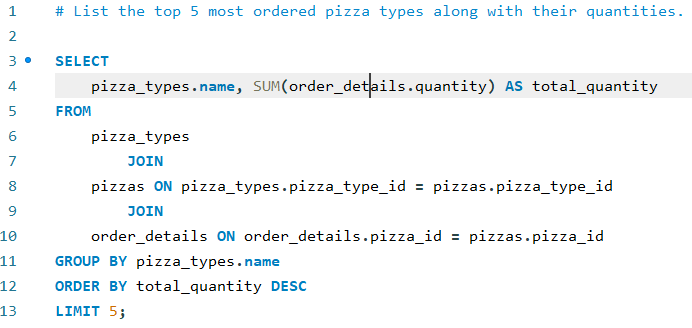 1 # List the top 5 most ordered pizza types along with their quantities.
2
3 SELECT
4 pizza_types.name, SUM(order_details.quantity) AS total_quantity
5 FROM
6 pizza_types
7 JOIN
8 pizzas ON pizza_types.pizza_type_id = pizzas.pizza_type_id
9 JOIN
10 order_details ON order_details.pizza_id = pizzas.pizza_id
11 GROUP BY pizza_types.name
12 ORDER BY total_quantity DESC
13 LIMIT 5;